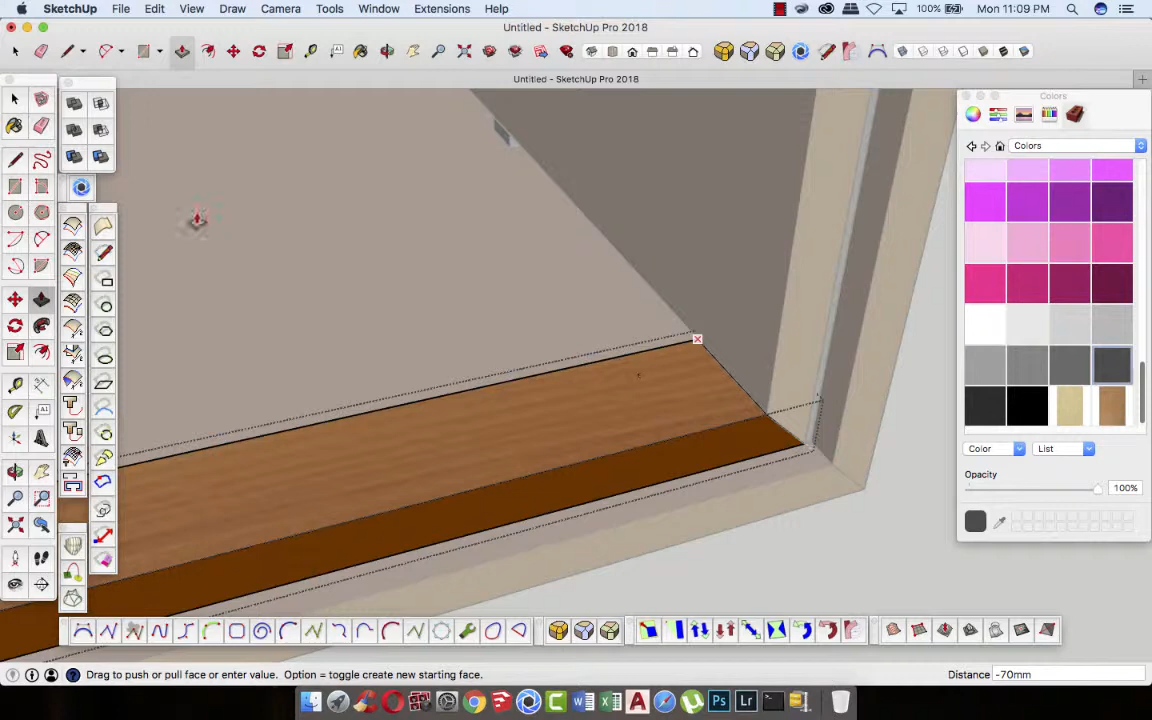 SketchUp File Edit View Draw Camera Tools Window Extensions Help 100% Mon 11:09 PM
Untitled - SketchUp Pro 2018
Untitled - SketchUp Pro 2018
Colors
Colors
Color List
Opacity
100%
Drag to push or pull face or enter value. Option = toggle create new starting face. Distance -70mm
Ps Lr